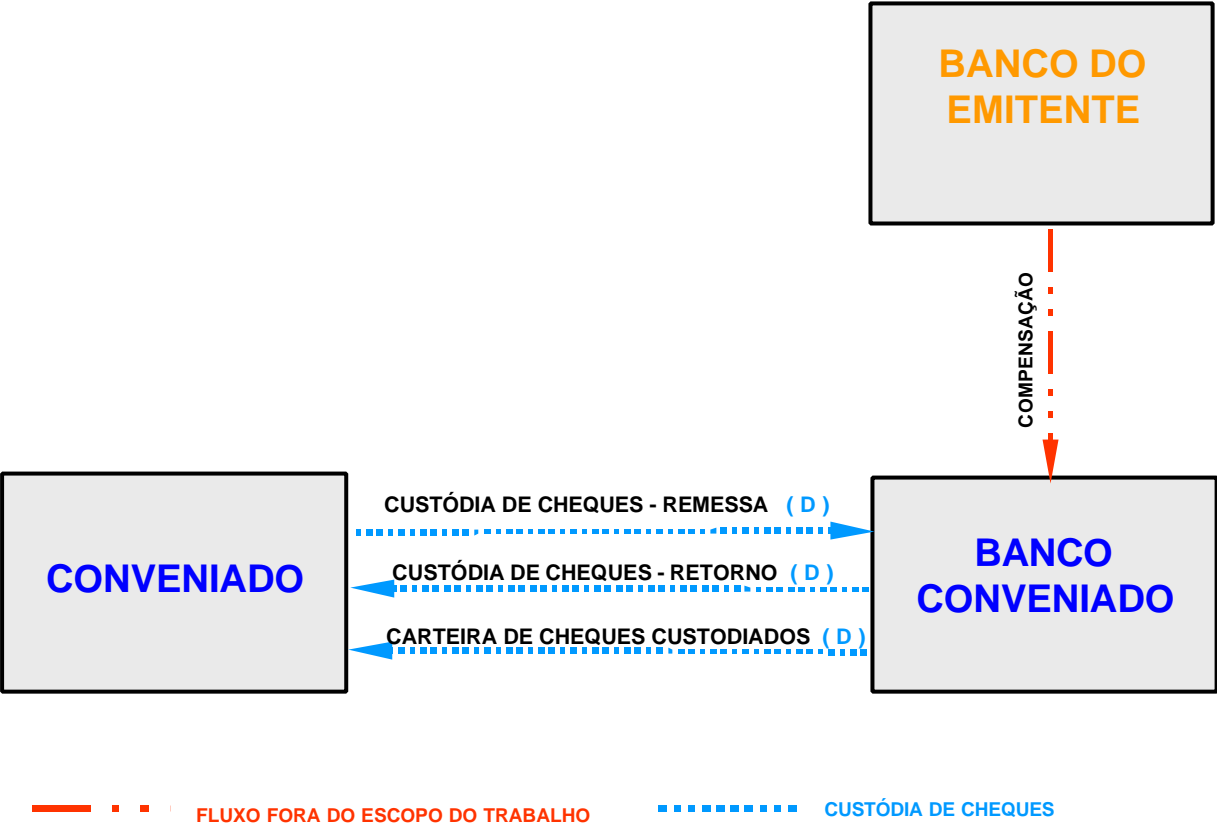 BANCO DO
EMITENTE
COMPENSAÇÃO
CUSTÓDIA DE CHEQUES - REMESSA ( D )
CONVENIADO
CUSTÓDIA DE CHEQUES - RETORNO ( D )
CARTEIRA DE CHEQUES CUSTODIADOS ( D )
BANCO
CONVENIADO
FLUXO FORA DO ESCOPO DO TRABALHO
CUSTÓDIA DE CHEQUES